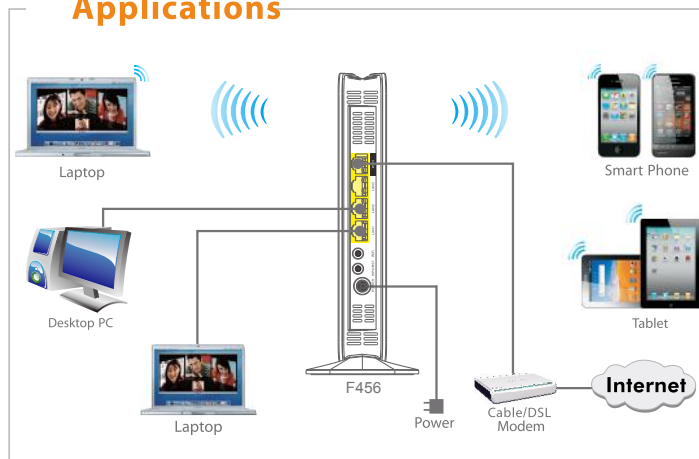 Applications
Laptop
Smart Phone
Desktop PC
Tablet
F456
Internet
Laptop
Power
Cable/DSL
Modem